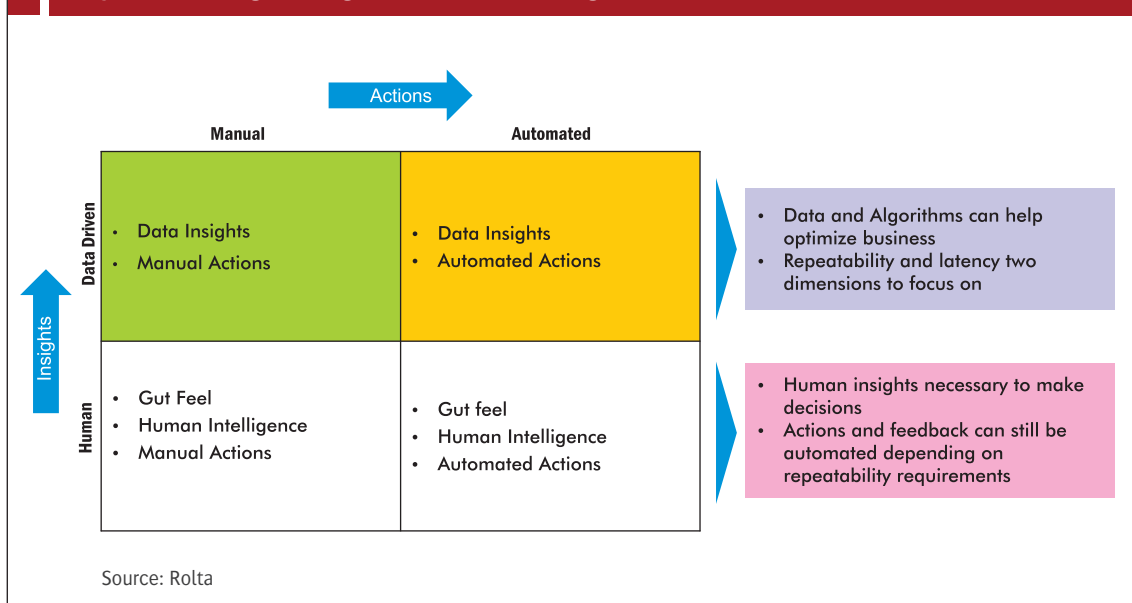 Actions
Manual
Automated
Data Driven
• Data Insights
• Manual Actions
• Data Insights
• Automated Actions
• Data and Algorithms can help
optimize business
• Repeatability and latency two
dimensions to focus on
Insights
Human
• Gut Feel
• Human Intelligence
• Manual Actions
• Gut feel
• Human Intelligence
• Automated Actions
• Human insights necessary to make
decisions
• Actions and feedback can still be
automated depending on
repeatability requirements
Source: Rolta